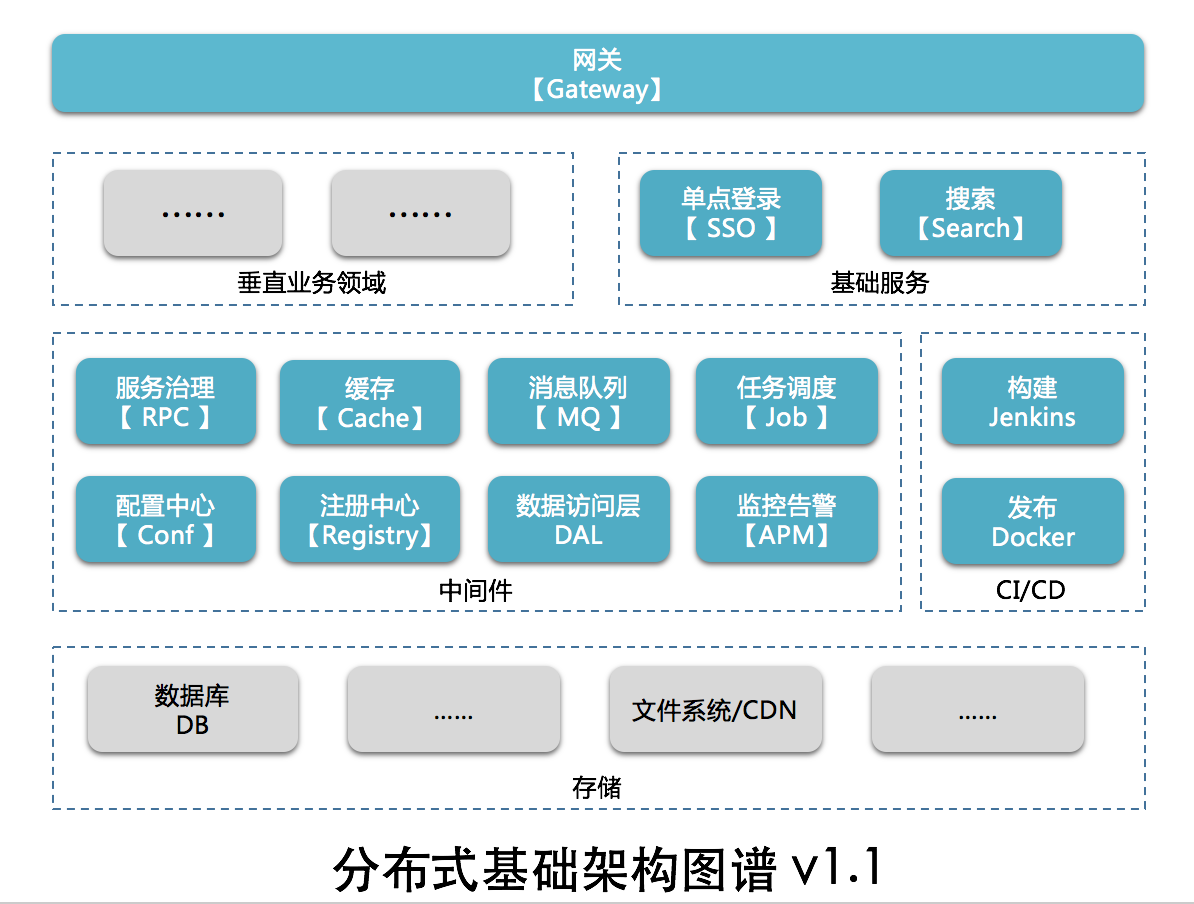 网关
【Gateway】
……
……
垂直业务领域
单点登录
【 SSO 】
搜索
【Search】
基础服务
服务治理
【 RPC 】
缓存
【 Cache】
消息队列
【 MQ 】
任务调度
【 Job 】
配置中心
【 Conf 】
注册中心
【Registry】
数据访问层
DAL
监控告警
【APM】
中间件
构建
Jenkins
发布
Docker
CI/CD
数据库
DB
……
文件系统/CDN
……
存储
分布式基础架构图谱 v1.1